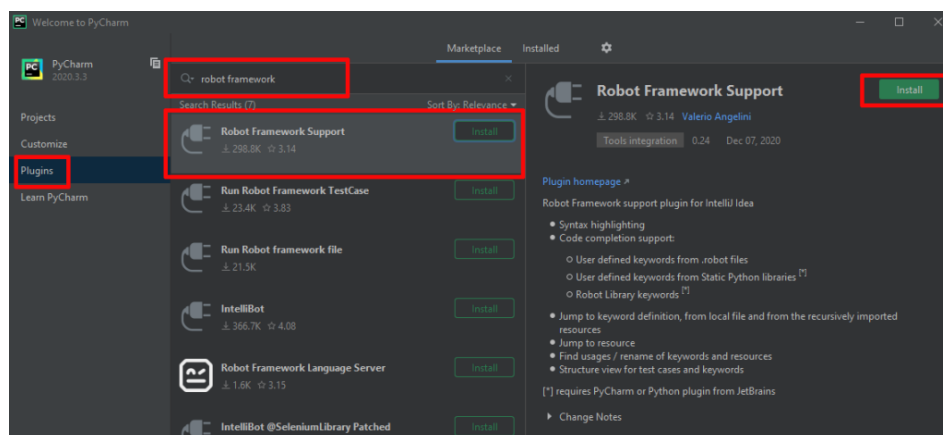 Welcome to PyCharm
PyCharm
2020.3.3
Projects
Customize
Plugins
Learn PyCharm
Marketplace Installed
robot framework
Search Results (7) Sort By: Relevance
Robot Framework Support Install
298.8K 3.14
Run Robot Framework TestCase Install
23.4K 3.83
Run Robot framework file Install
21.5K
IntelliBot Install
366.7K 4.08
Robot Framework Language Server Install
1.6K 3.15
IntelliBot @SeleniumLibrary Patched Install
Robot Framework Support Install
298.8K 3.14 Valerio Angelini
Tools integration 0.24 Dec 07, 2020
Plugin homepage
Robot Framework support plugin for IntelliJ Idea
Syntax highlighting
Code completion support:
User defined keywords from .robot files
User defined keywords from Static Python libraries [*]
Robot Library keywords [*]
Jump to keyword definition, from local file and from the recursively imported
resources
Jump to resource
Find usages / rename of keywords and resources
Structure view for test cases and keywords
[*] requires PyCharm or Python plugin from JetBrains
Change Notes